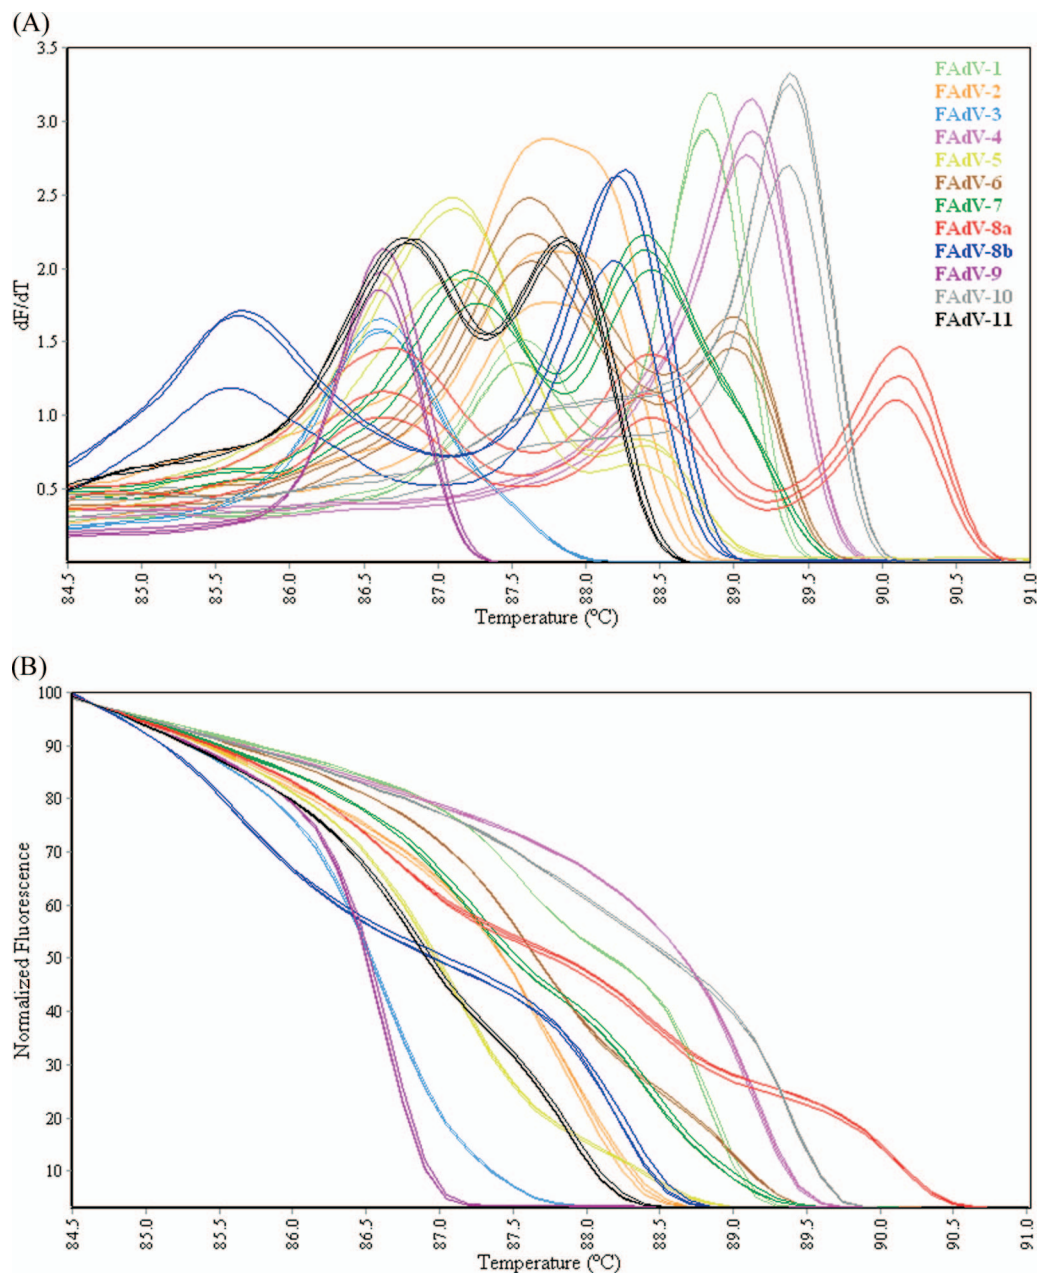 (A)
3.5
3.0
2.5
2.0
1.5
1.0
0.5
dF/dT
FAdV-1
FAdV-2
FAdV-3
FAdV-4
FAdV-5
FAdV-6
FAdV-7
FAdV-8a
FAdV-8b
FAdV-9
FAdV-10
FAdV-11
84.5
85.0
85.5
86.0
86.5
87.0
87.5
88.0
88.5
89.0
89.5
90.0
90.5
91.0
Temperature (°C)
(B)
100
90
80
70
60
50
40
30
20
10
Normalized Fluorescence
84.5
85.0
85.5
86.0
86.5
87.0
87.5
88.0
88.5
89.0
89.5
90.0
90.5
91.0
Temperature (°C)